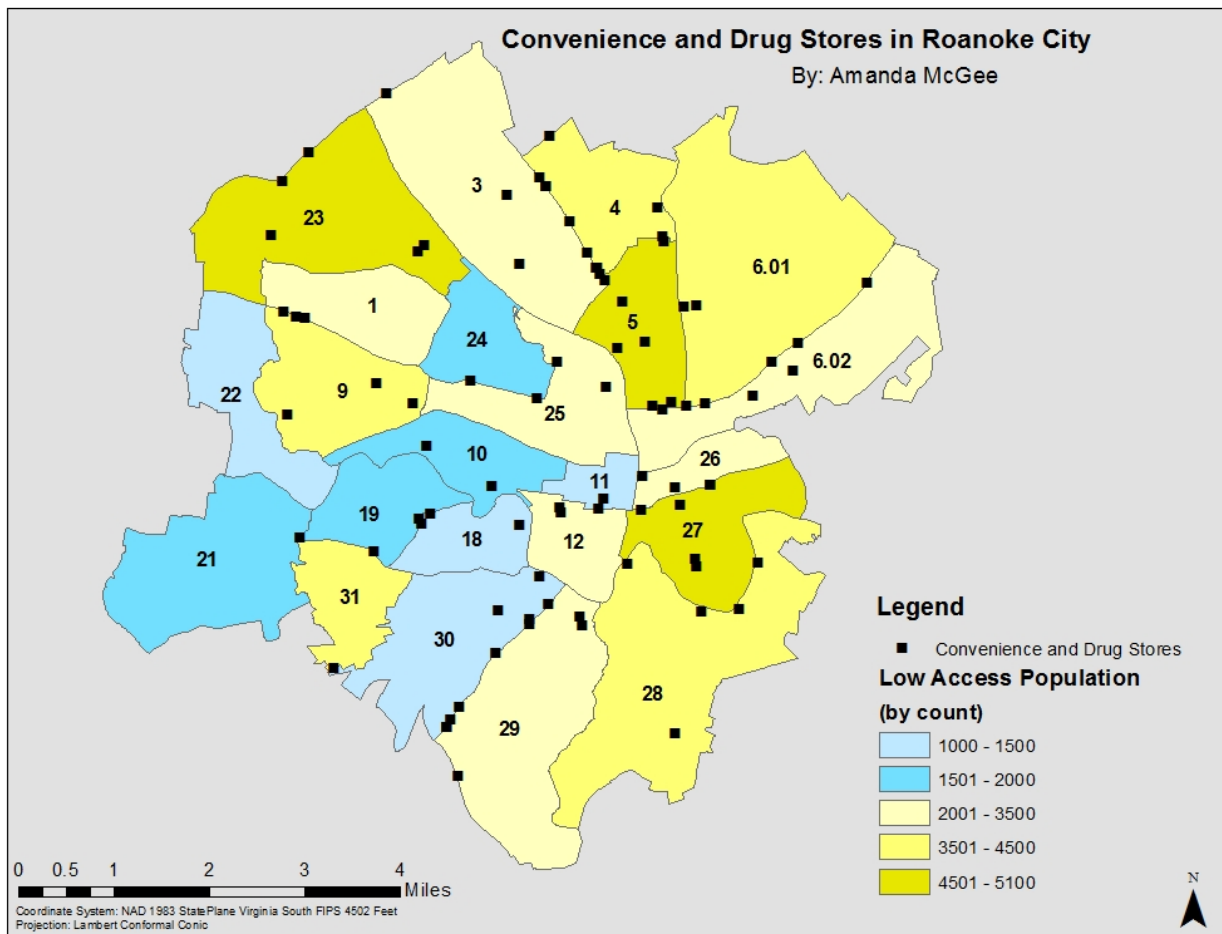 Convenience and Drug Stores in Roanoke City
By: Amanda McGee
3
4
23
6.01
1
5
24
6.02
22
9
25
10
26
11
19
27
18
12
21
31
30
28
29
Legend
Convenience and Drug Stores
Low Access Population
(by count)
1000 - 1500
1501 - 2000
2001 - 3500
3501 - 4500
4501 - 5100
0 0.5 1 2 3 4
Miles
N
Coordinate System: NAD 1983 StatePlane Virginia South FIPS 4502 Feet
Projection: Lambert Conformal Conic